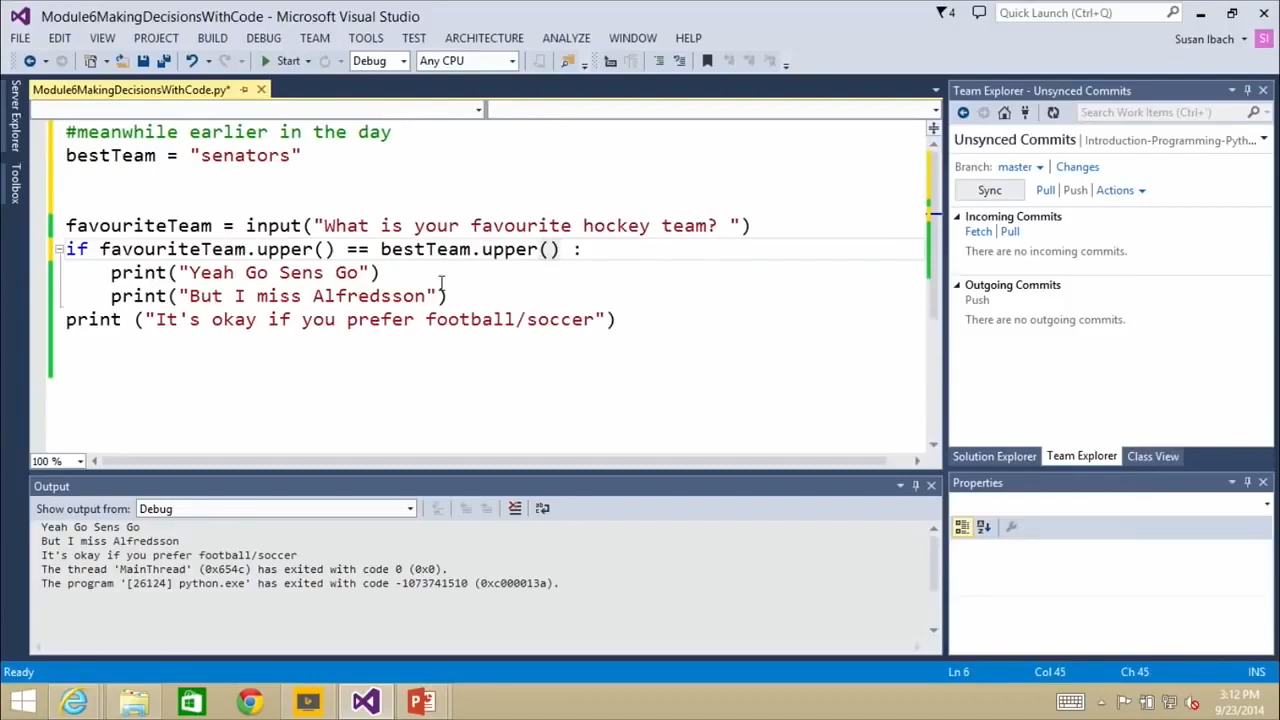 Module6MakingDecisionsWithCode - Microsoft Visual Studio
4
Quick Launch (Ctrl+Q)
FILE EDIT VIEW PROJECT BUILD DEBUG TEAM TOOLS TEST ARCHITECTURE ANALYZE WINDOW HELP
Susan Ibach SI
Start Debug Any CPU
Server Explorer
Toolbox
Module6MakingDecisionsWithCode.py*
#meanwhile earlier in the day
bestTeam = "senators"
favouriteTeam = input("What is your favourite hockey team? ")
if favouriteTeam.upper() == bestTeam.upper() :
print("Yeah Go Sens Go")
print("But I miss Alfredsson")
print ("It's okay if you prefer football/soccer")
100 %
Output
Show output from: Debug
Yeah Go Sens Go
But I miss Alfredsson
It's okay if you prefer football/soccer
The thread 'MainThread' (0x654c) has exited with code 0 (0x0).
The program '[26124] python.exe' has exited with code -1073741510 (0xc000013a).
Team Explorer - Unsynced Commits
Search Work Items (Ctrl+')
Unsynced Commits Introduction-Programming-Pyth...
Branch: master Changes
Sync Pull Push Actions
Incoming Commits
Fetch Pull
There are no incoming commits.
Outgoing Commits
Push
There are no outgoing commits.
Solution Explorer Team Explorer Class View
Properties
Ready Ln 6 Col 45 Ch 45 INS
3:12 PM
9/23/2014